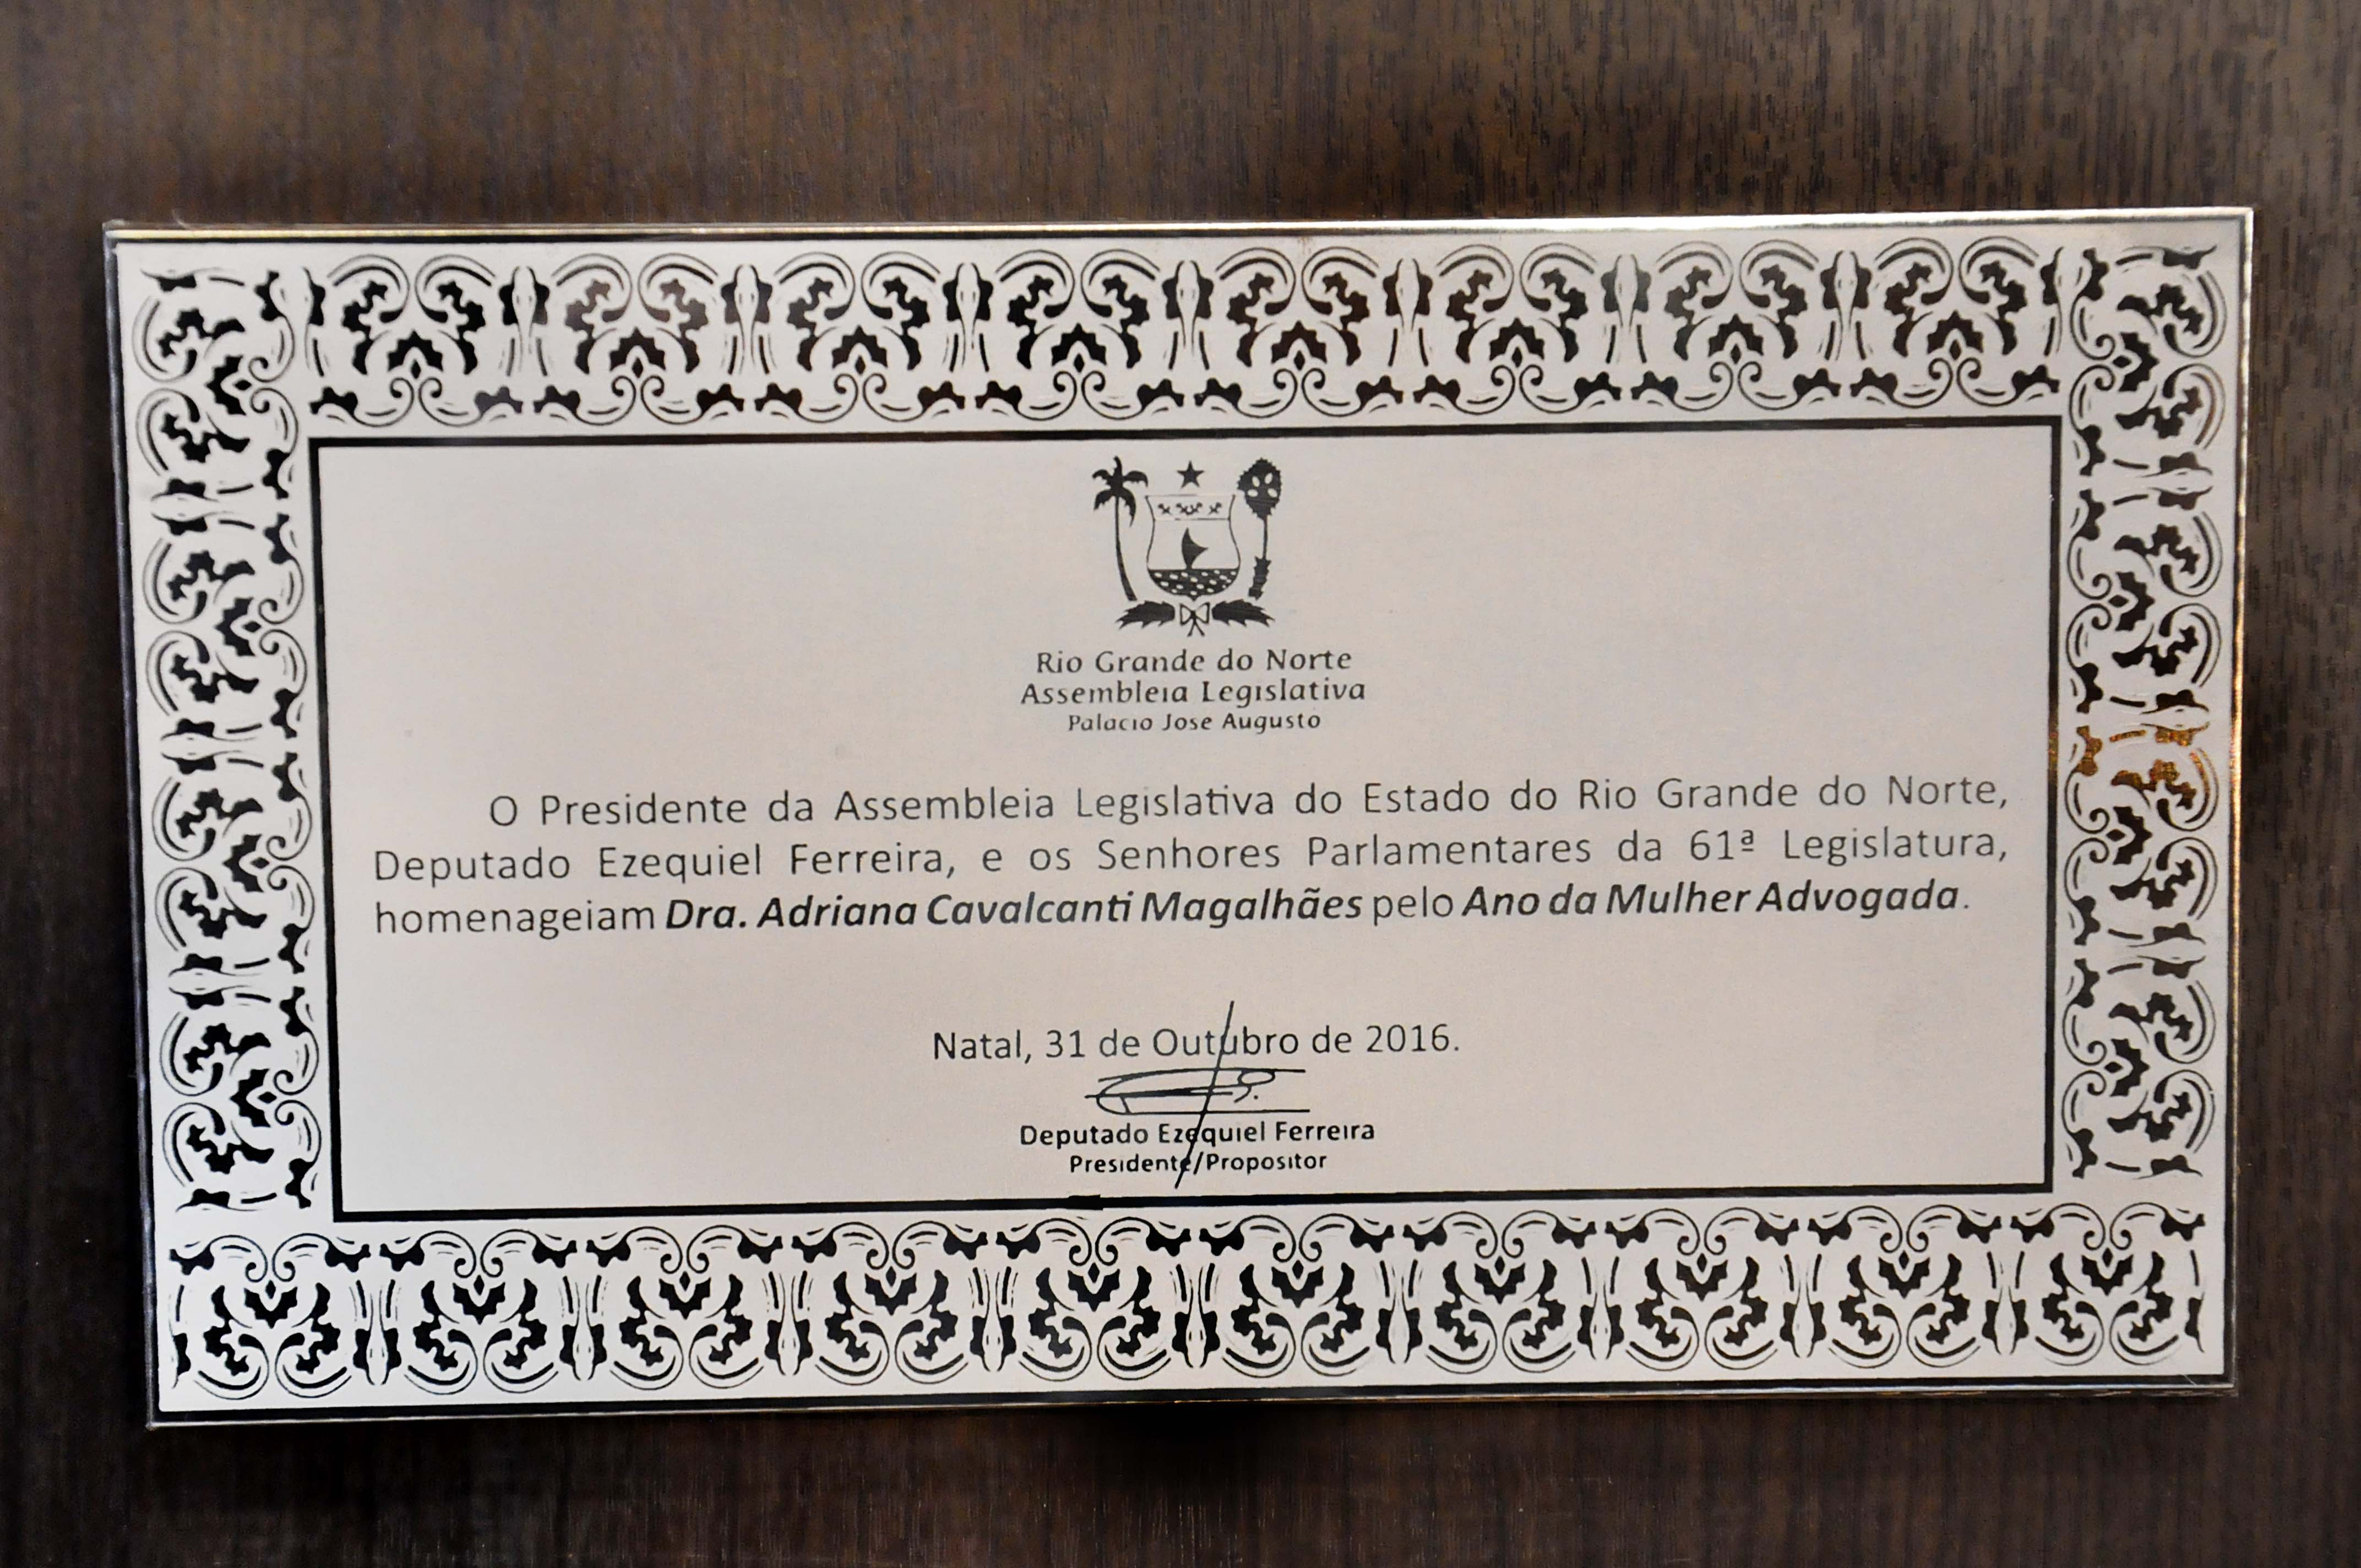 Rio Grande do Norte
Assembleia Legislativa
Palacio Jose Augusto
O Presidente da Assembleia Legislativa do Estado do Rio Grande do Norte,
Deputado Ezequiel Ferreira, e os Senhores Parlamentares da 61ª Legislatura,
homenageiam Dra. Adriana Cavalcanti Magalhães pelo Ano da Mulher Advogada.
Natal, 31 de Outubro de 2016.
Deputado Ezequiel Ferreira
Presidente/Propositor